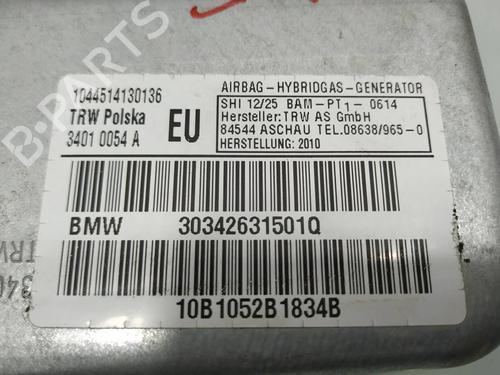 1044514130136
TRW Polska
3401 0054 A
EU
AIRBAG-HYBRIDGAS-GENERATOR
SHI 12/25 BAM-PT1-0614
Hersteller:TRW AS GmbH
84544 ASCHAU TEL.08638/965-0
HERSTELLUNG: 2010
BMW 30342631501Q
10B1052B1834B
B-Parts